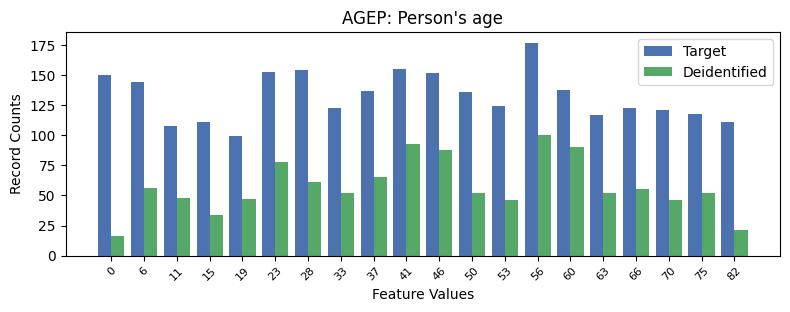 AGEP: Person's age
175
150
125
100
75
50
25
0
Record Counts
Target
Deidentified
0 6 11 15 19 23 28 33 37 41 46 50 53 56 60 63 66 70 75 82
Feature Values